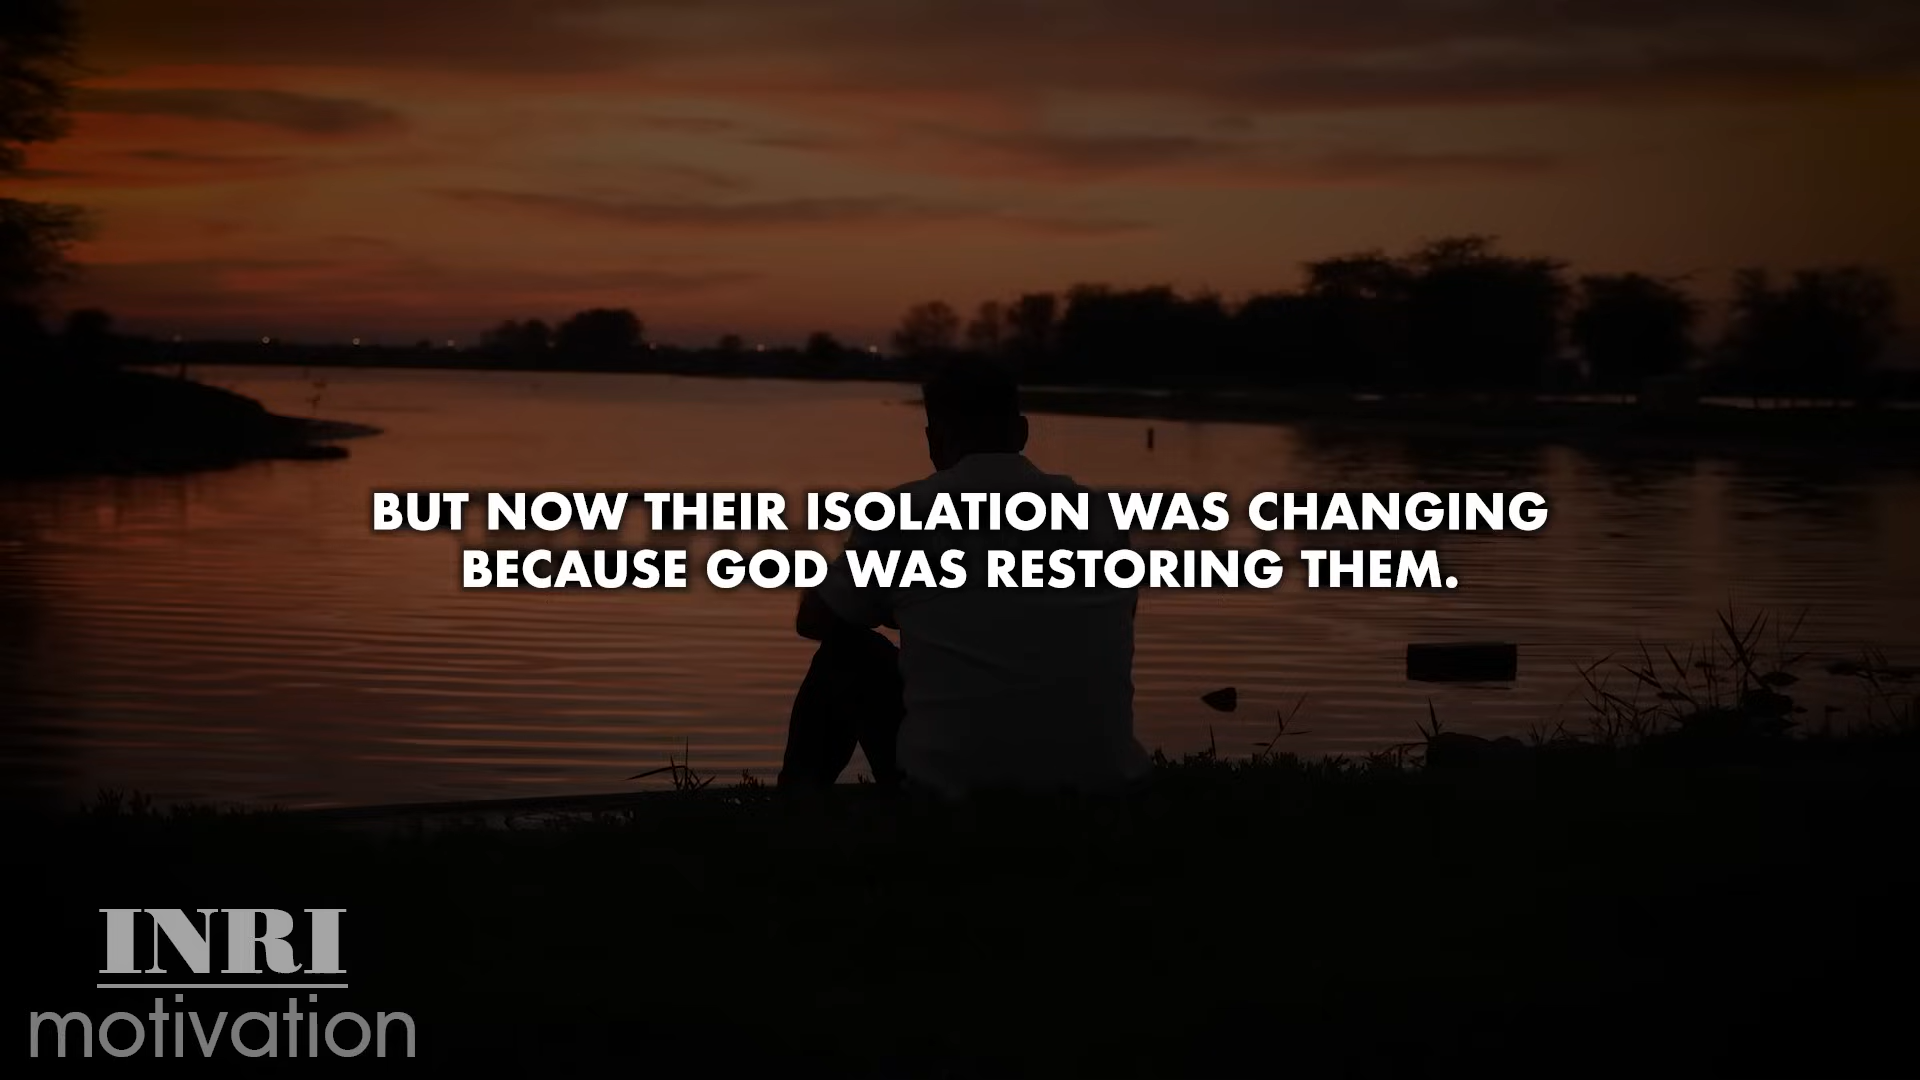 BUT NOW THEIR ISOLATION WAS CHANGING
BECAUSE GOD WAS RESTORING THEM.
INRI
motivation